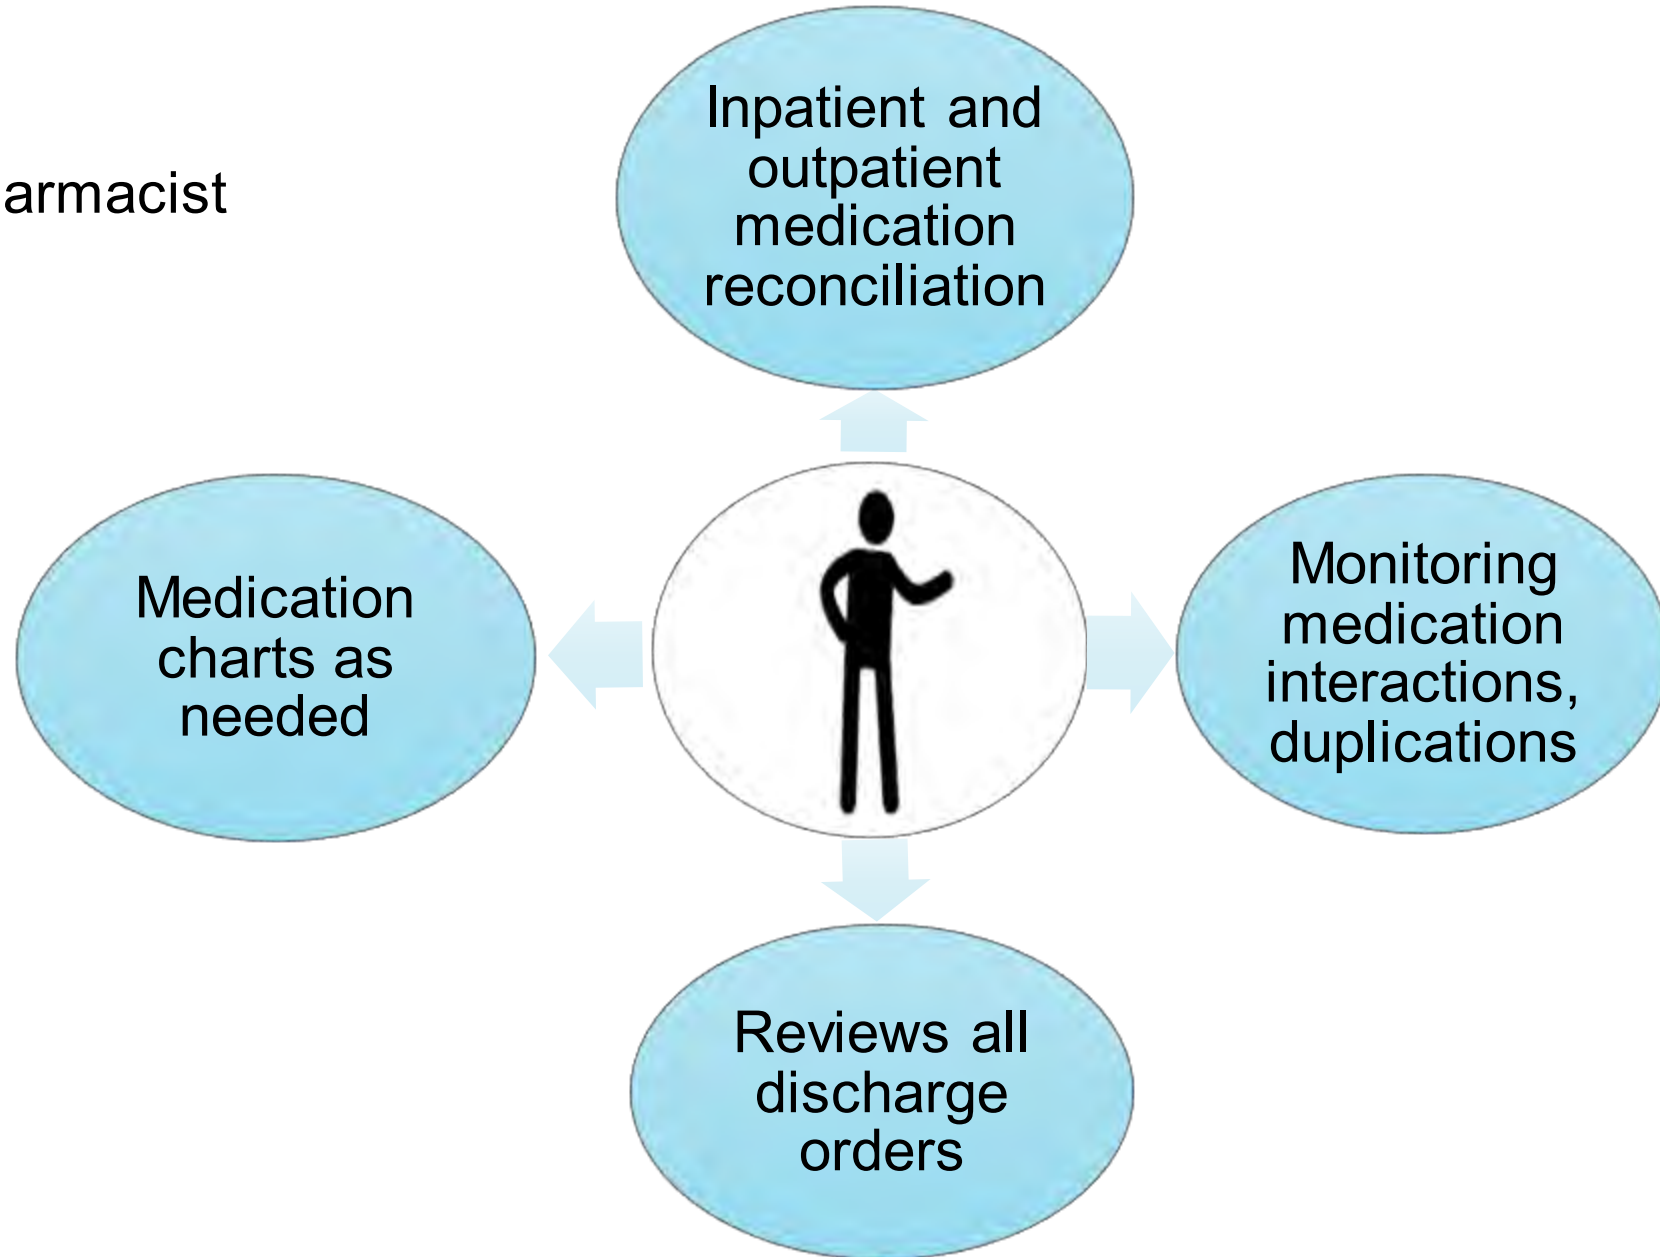 armacist
Inpatient and
outpatient
medication
reconciliation
Medication
charts as
needed
Monitoring
medication
interactions,
duplications
Reviews all
discharge
orders